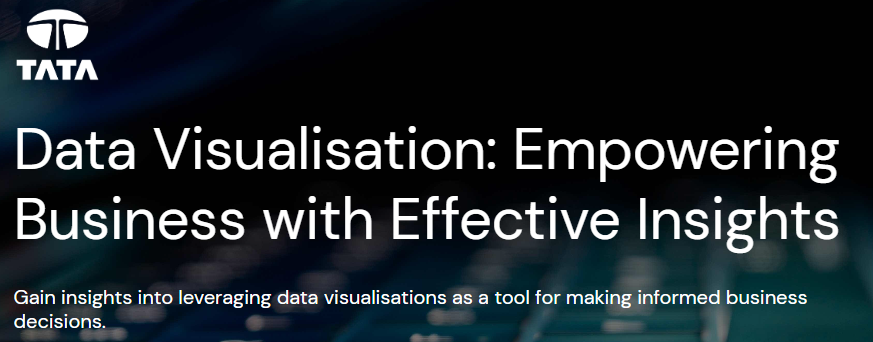 TATA
Data Visualisation: Empowering
Business with Effective Insights
Gain insights into leveraging data visualisations as a tool for making informed business
decisions.